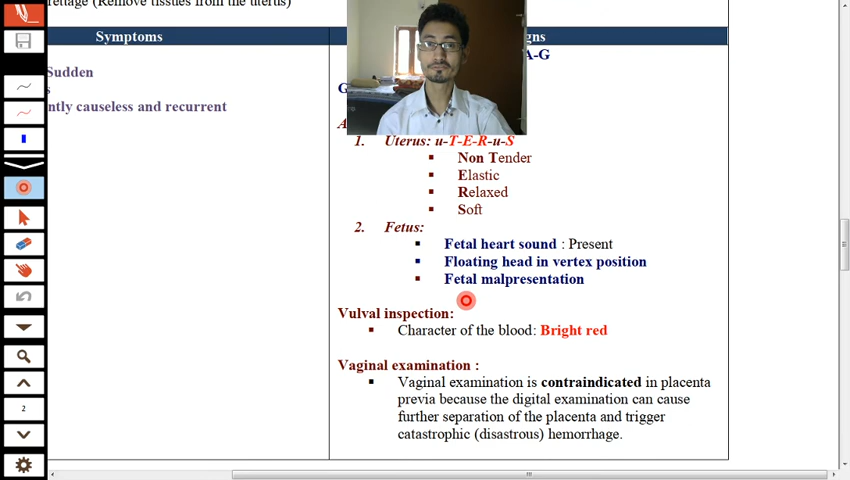 rettage (Remove tissues from the uterus)
Symptoms
gns
Sudden
A-G
s
G
ntly causeless and recurrent
A
1. Uterus: u-T-E-R-u-S
▪ Non Tender
▪ Elastic
▪ Relaxed
▪ Soft
2. Fetus:
▪ Fetal heart sound : Present
▪ Floating head in vertex position
▪ Fetal malpresentation
Vulval inspection:
▪ Character of the blood: Bright red
Vaginal examination :
▪ Vaginal examination is contraindicated in placenta
previa because the digital examination can cause
further separation of the placenta and trigger
catastrophic (disastrous) hemorrhage.
2